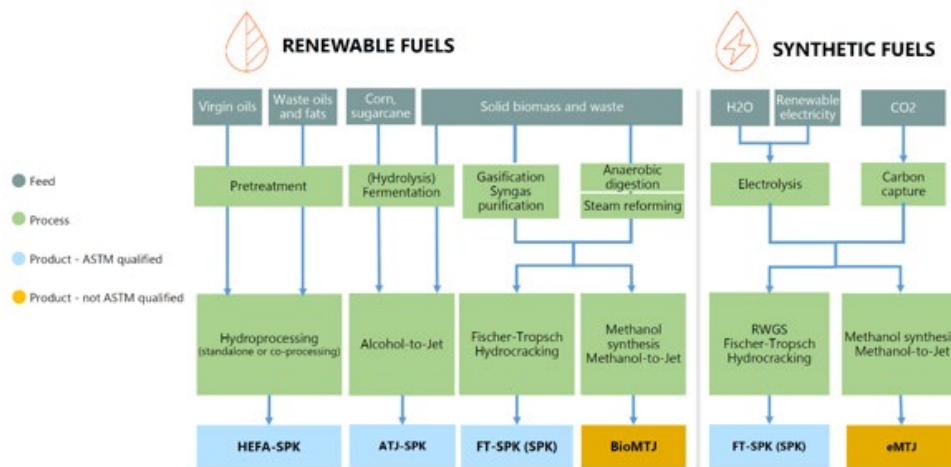 RENEWABLE FUELS
SYNTHETIC FUELS
Virgin oils
Waste oils
and fats
Corn,
sugarcane
Solid biomass and waste
H2O
Renewable
electricity
CO2
Feed
Process
Product - ASTM qualified
Product - not ASTM qualified
Pretreatment
(Hydrolysis)
Fermentation
Gasification
Syngas
purification
Anaerobic
digestion
Steam reforming
Electrolysis
Carbon
capture
Hydroprocessing
(standalone or co-processing)
Alcohol-to-Jet
Fischer-Tropsch
Hydrocracking
Methanol
synthesis
Methanol-to-Jet
RWGS
Fischer-Tropsch
Hydrocracking
Methanol synthesis
Methanol-to-Jet
HEFA-SPK
ATJ-SPK
FT-SPK (SPK)
BioMTJ
FT-SPK (SPK)
eMTJ